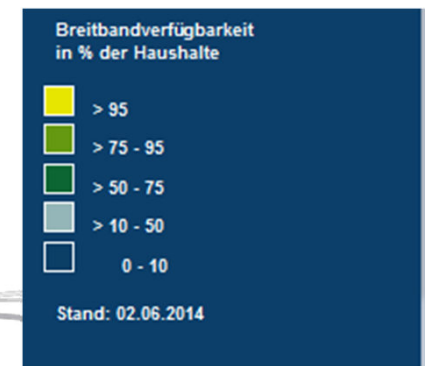 Breitbandverfügbarkeit
in % der Haushalte
> 95
> 75 - 95
> 50 - 75
> 10 - 50
0 - 10
Stand: 02.06.2014